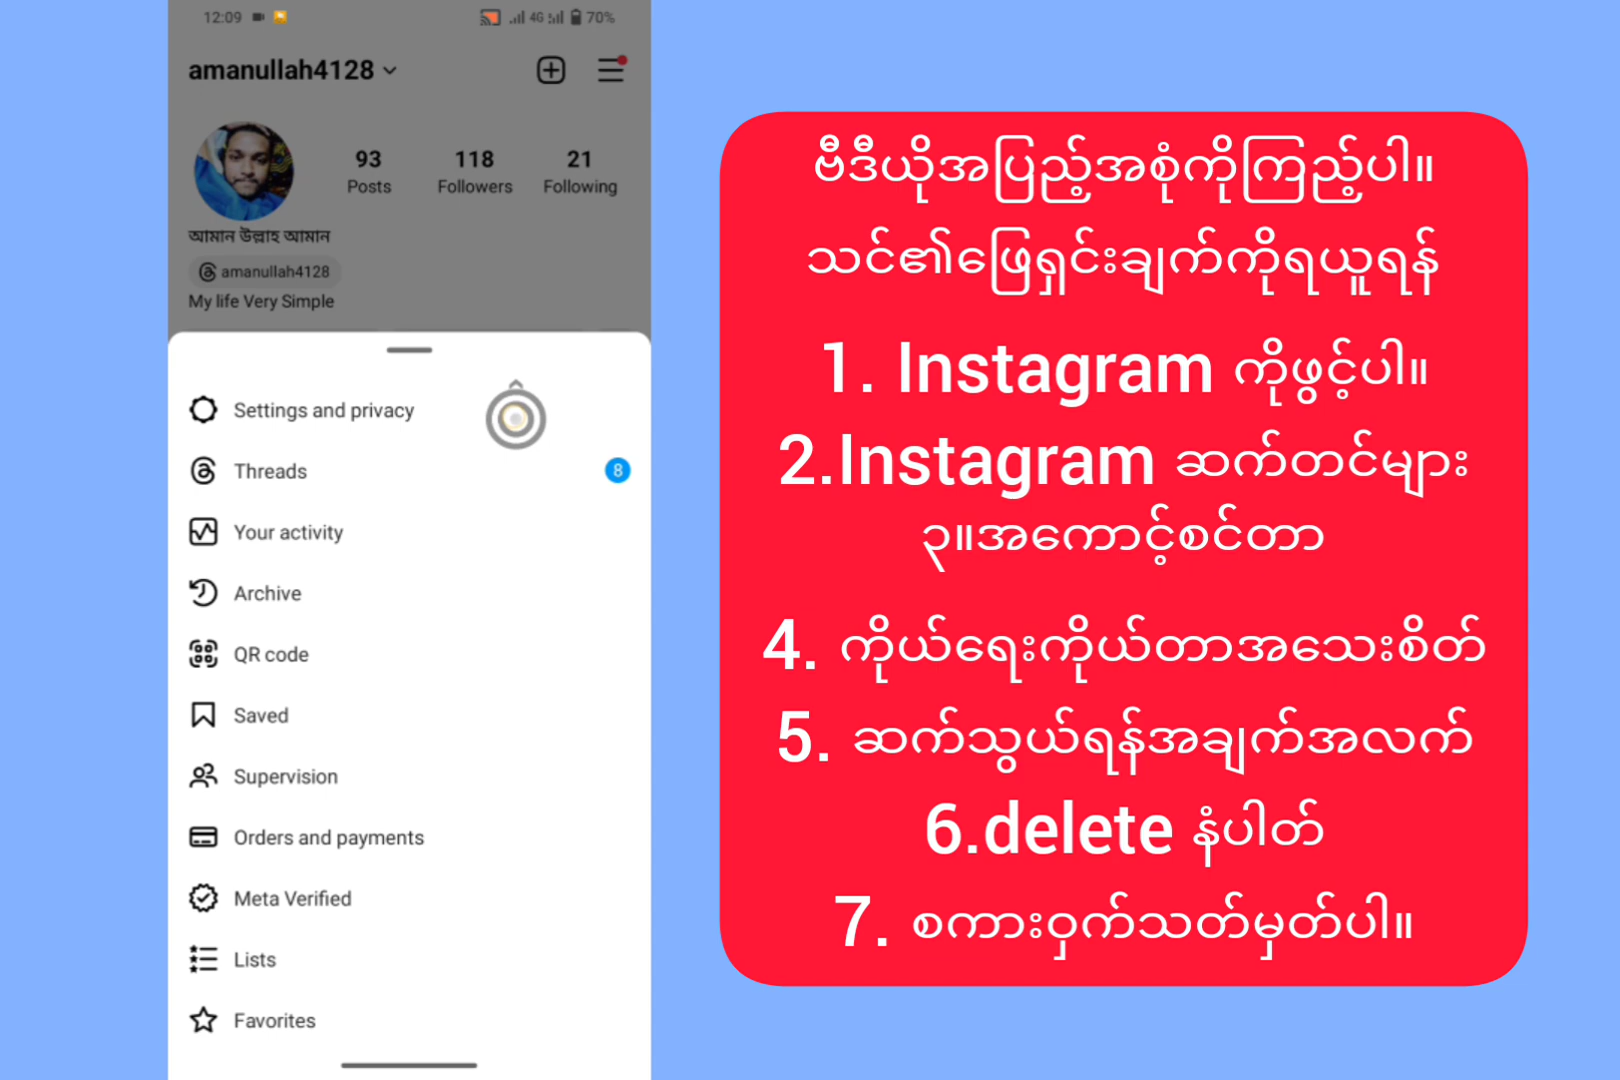 12:09
4G
70%
amanullah4128
93
118
21
Posts
Followers
Following
আমান উল্লাহ আমান
amanullah4128
My life Very Simple
Settings and privacy
Threads
8
Your activity
Archive
QR code
Saved
Supervision
Orders and payments
Meta Verified
Lists
Favorites
ဗီဒီယိုအပြည့်အစုံကိုကြည့်ပါ။
သင်၏ဖြေရှင်းချက်ကိုရယူရန်
1. Instagram ကိုဖွင့်ပါ။
2.Instagram ဆက်တင်များ
၃။အကောင့်စင်တာ
4. ကိုယ်ရေးကိုယ်တာအသေးစိတ်
5. ဆက်သွယ်ရန်အချက်အလက်
6.delete နံပါတ်
7. စကားဝှက်သတ်မှတ်ပါ။